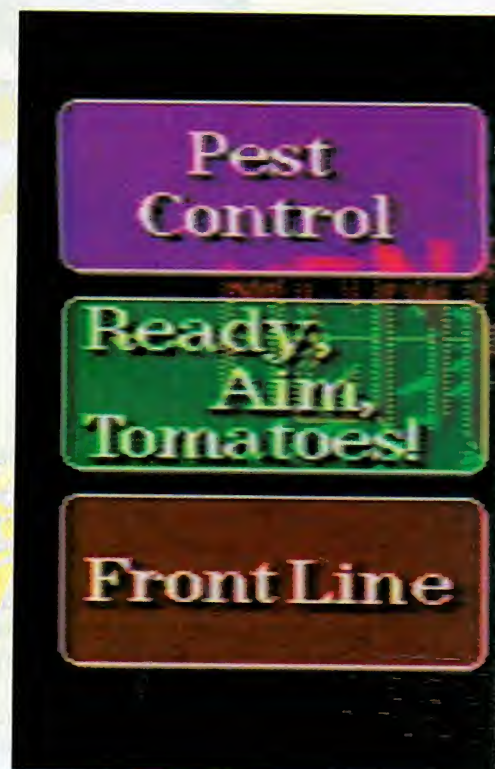 Pest
Control
Ready,
Aim,
Tomatoes!
Front Line